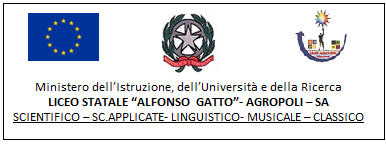 Ministero dell'Istruzione, dell'Università e della Ricerca
LICEO STATALE "ALFONSO GATTO"- AGROPOLI – SA
SCIENTIFICO – SC.APPLICATE- LINGUISTICO- MUSICALE – CLASSICO